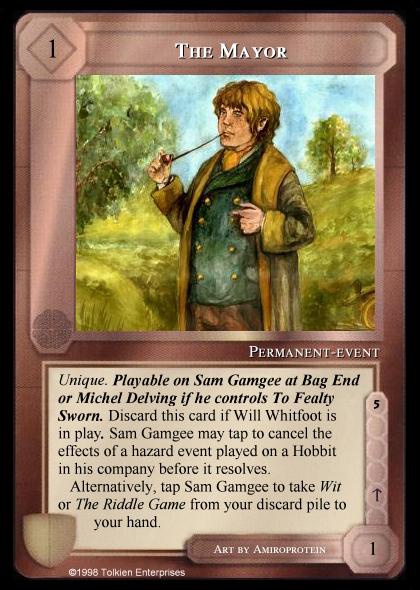 1
The Mayor
Permanent-event
Unique. Playable on Sam Gamgee at Bag End
or Michel Delving if he controls To Fealty
Sworn. Discard this card if Will Whitfoot is
in play. Sam Gamgee may tap to cancel the
effects of a hazard event played on a Hobbit
in his company before it resolves.
Alternatively, tap Sam Gamgee to take Wit
or The Riddle Game from your discard pile to
your hand.
5
Art by Amiroprotein
1
©1998 Tolkien Enterprises